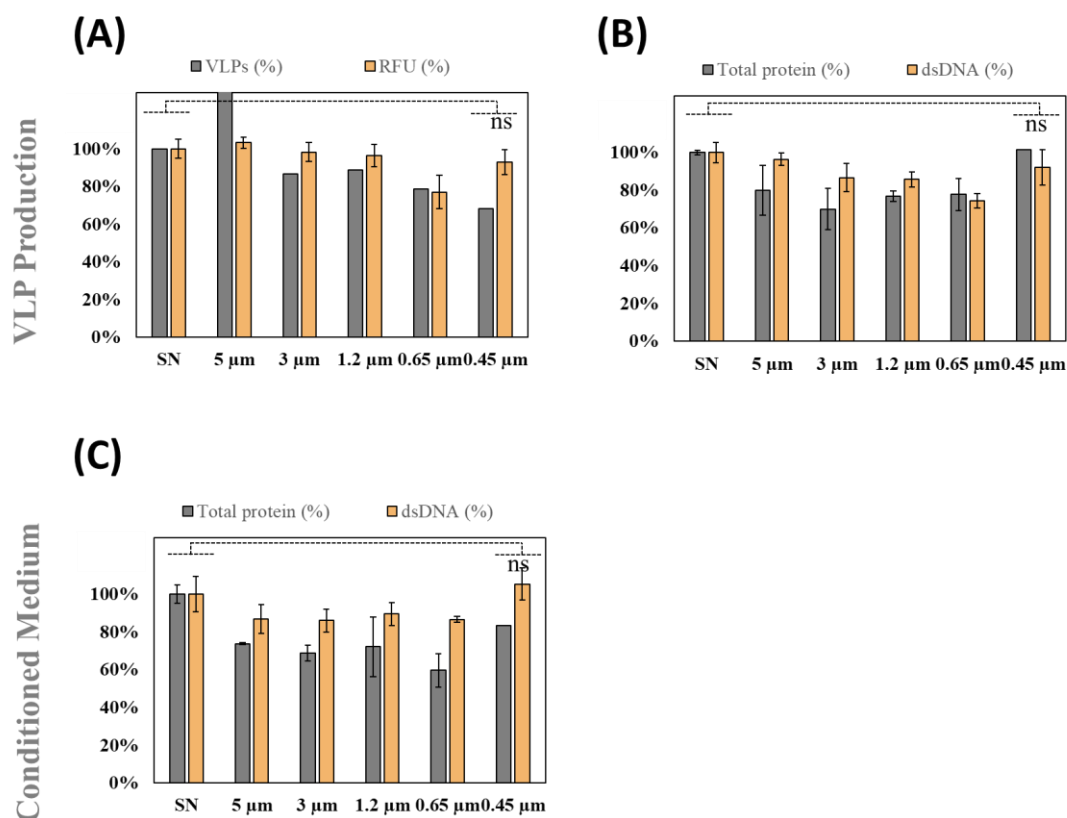 (A)
VLPs (%) RFU (%)
ns
100%
80%
60%
40%
20%
0%
SN 5 µm 3 µm 1.2 µm 0.65 µm 0.45 µm
VLP Production
(B)
Total protein (%) dsDNA (%)
ns
100%
80%
60%
40%
20%
0%
SN 5 µm 3 µm 1.2 µm 0.65 µm 0.45 µm
(C)
Total protein (%) dsDNA (%)
ns
100%
80%
60%
40%
20%
0%
SN 5 µm 3 µm 1.2 µm 0.65 µm 0.45 µm
Conditioned Medium